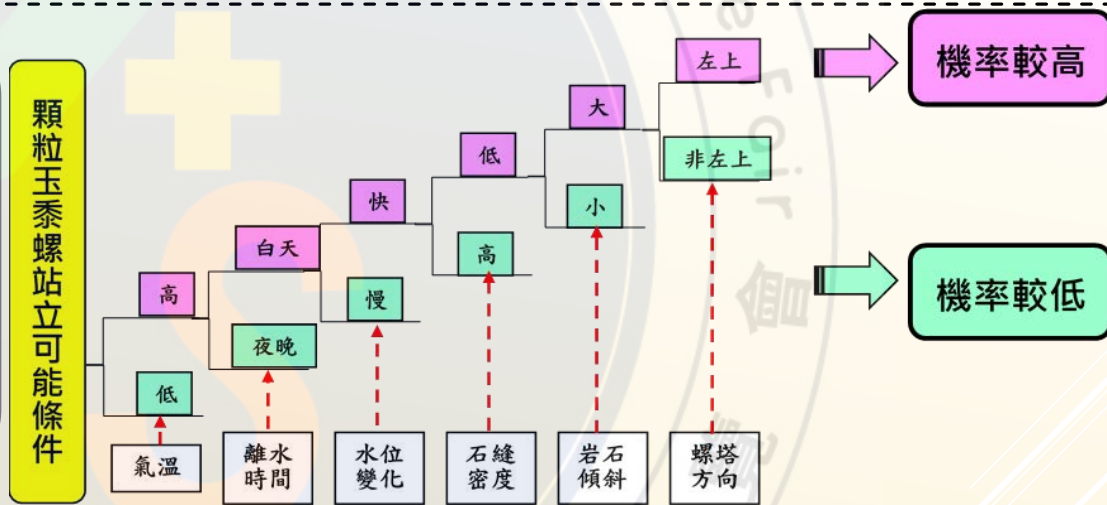 顆粒玉黍螺站立可能條件
高
低
氣溫
白天
夜晚
離水
時間
快
慢
水位
變化
低
高
石縫
密度
大
小
岩石
傾斜
左上
非左上
螺塔
方向
機率較高
機率較低
e Fair
會